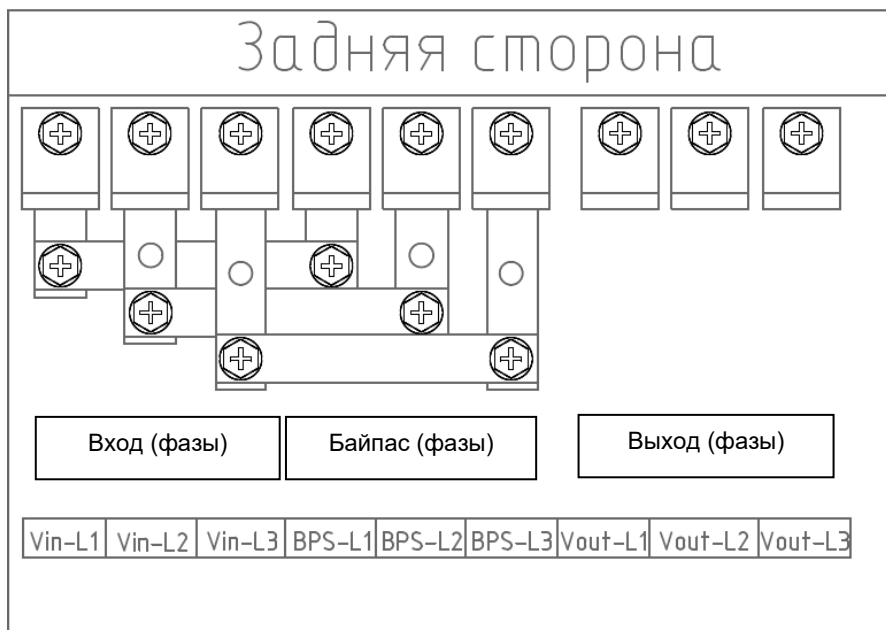 Задняя сторона
Вход (фазы) Байпас (фазы) Выход (фазы)
Vin-L1 Vin-L2 Vin-L3 BPS-L1 BPS-L2 BPS-L3 Vout-L1 Vout-L2 Vout-L3